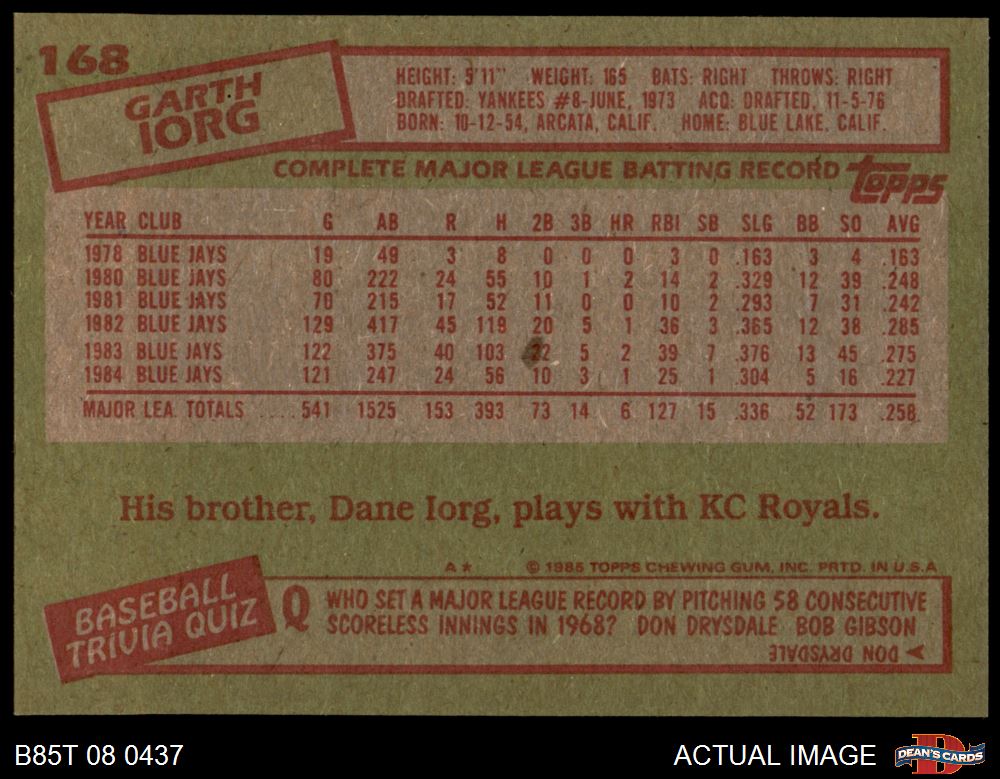 168
GARTH
IORG
HEIGHT: 5'11" WEIGHT: 165 BATS: RIGHT THROWS: RIGHT
DRAFTED: YANKEES #8-JUNE, 1973 ACQ: DRAFTED, 11-5-76
BORN: 10-12-54, ARCATA, CALIF. HOME: BLUE LAKE, CALIF.
COMPLETE MAJOR LEAGUE BATTING RECORD
topps
YEAR CLUB G AB R H 2B 3B HR RBI SB SLG BB SO AVG
1978 BLUE JAYS 19 49 3 8 0 0 0 3 0 .163 3 4 .163
1980 BLUE JAYS 80 222 24 55 10 1 2 14 2 .329 12 39 .248
1981 BLUE JAYS 70 215 17 52 11 0 0 10 2 .293 7 31 .242
1982 BLUE JAYS 129 417 45 119 20 5 1 36 3 .365 12 38 .285
1983 BLUE JAYS 122 375 40 103 22 5 2 39 7 .376 13 45 .275
1984 BLUE JAYS 121 247 24 56 10 3 1 25 1 .304 5 16 .227
MAJOR LEA. TOTALS ..... 541 1525 153 393 73 14 6 127 15 .336 52 173 .258
His brother, Dane Iorg, plays with KC Royals.
A* © 1985 TOPPS CHEWING GUM, INC. PRTD. IN U.S.A
BASEBALL
TRIVIA QUIZ
Q WHO SET A MAJOR LEAGUE RECORD BY PITCHING 58 CONSECUTIVE
SCORELESS INNINGS IN 1968? DON DRYSDALE BOB GIBSON
A DON DRYSDALE
B85T 08 0437
ACTUAL IMAGE
D
DEAN'S CARDS